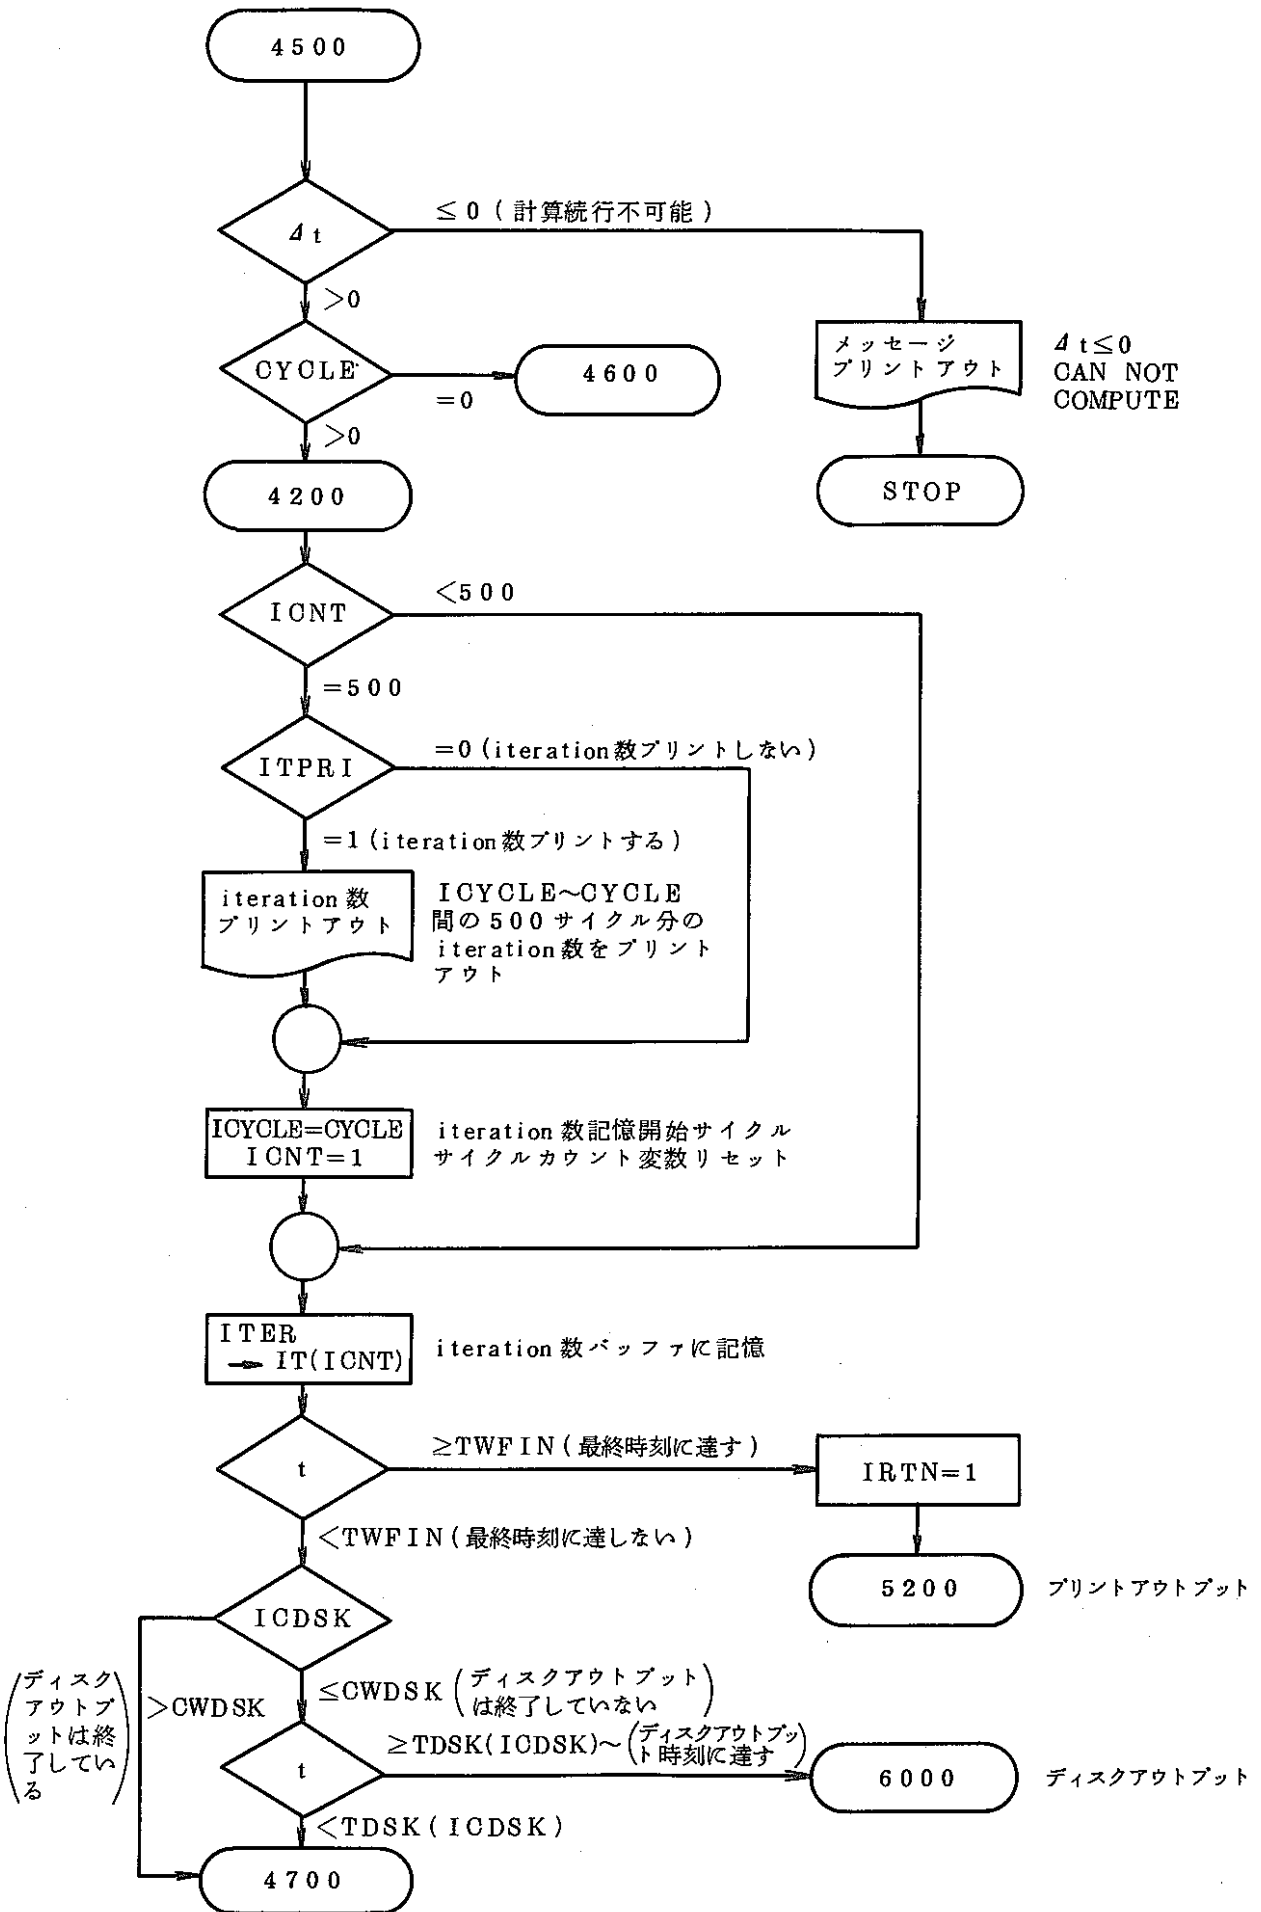 4500
Δt
≤0 (計算続行不可能)
>0
CYCLE
=0
4600
メッセージ
プリントアウト
Δt≤0
CAN NOT
COMPUTE
>0
4200
STOP
ICNT
<500
=500
ITPRI
=0 (iteration数プリントしない)
=1 (iteration数プリントする)
iteration数
プリントアウト
ICYCLE~CYCLE
間の500サイクル分の
iteration数をプリント
アウト
ICYCLE=CYCLE
ICNT=1
iteration数記憶開始サイクル
サイクルカウント変数リセット
ITER
→ IT(ICNT)
iteration数バッファに記憶
t
≥TWFIN (最終時刻に達す)
IRTN=1
<TWFIN (最終時刻に達しない)
5200
プリントアウトプット
ICDSK
ディスク
アウトプ
ットは終
了してい
る
>CWDSK
≤CWDSK (ディスクアウトプット
は終了していない)
t
≥TDSK(ICDSK)~(ディスクアウトプッ
ト時刻に達す)
6000
ディスクアウトプット
<TDSK(ICDSK)
4700